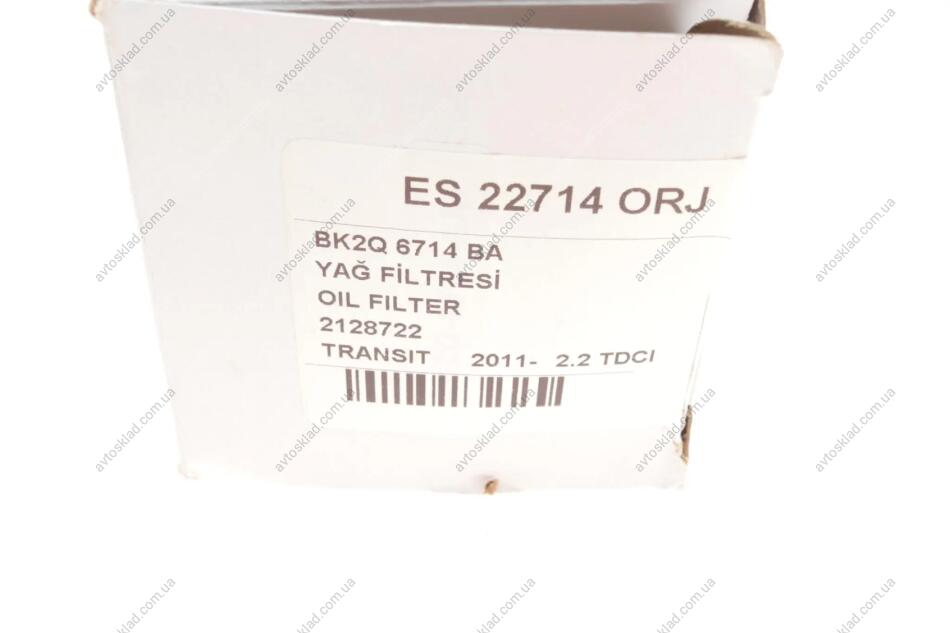 ES 22714 ORJ
BK2Q 6714 BA
YAĞ FİLTRESİ
OIL FILTER
2128722
TRANSIT 2011- 2.2 TDCI
avtosklad.com.ua